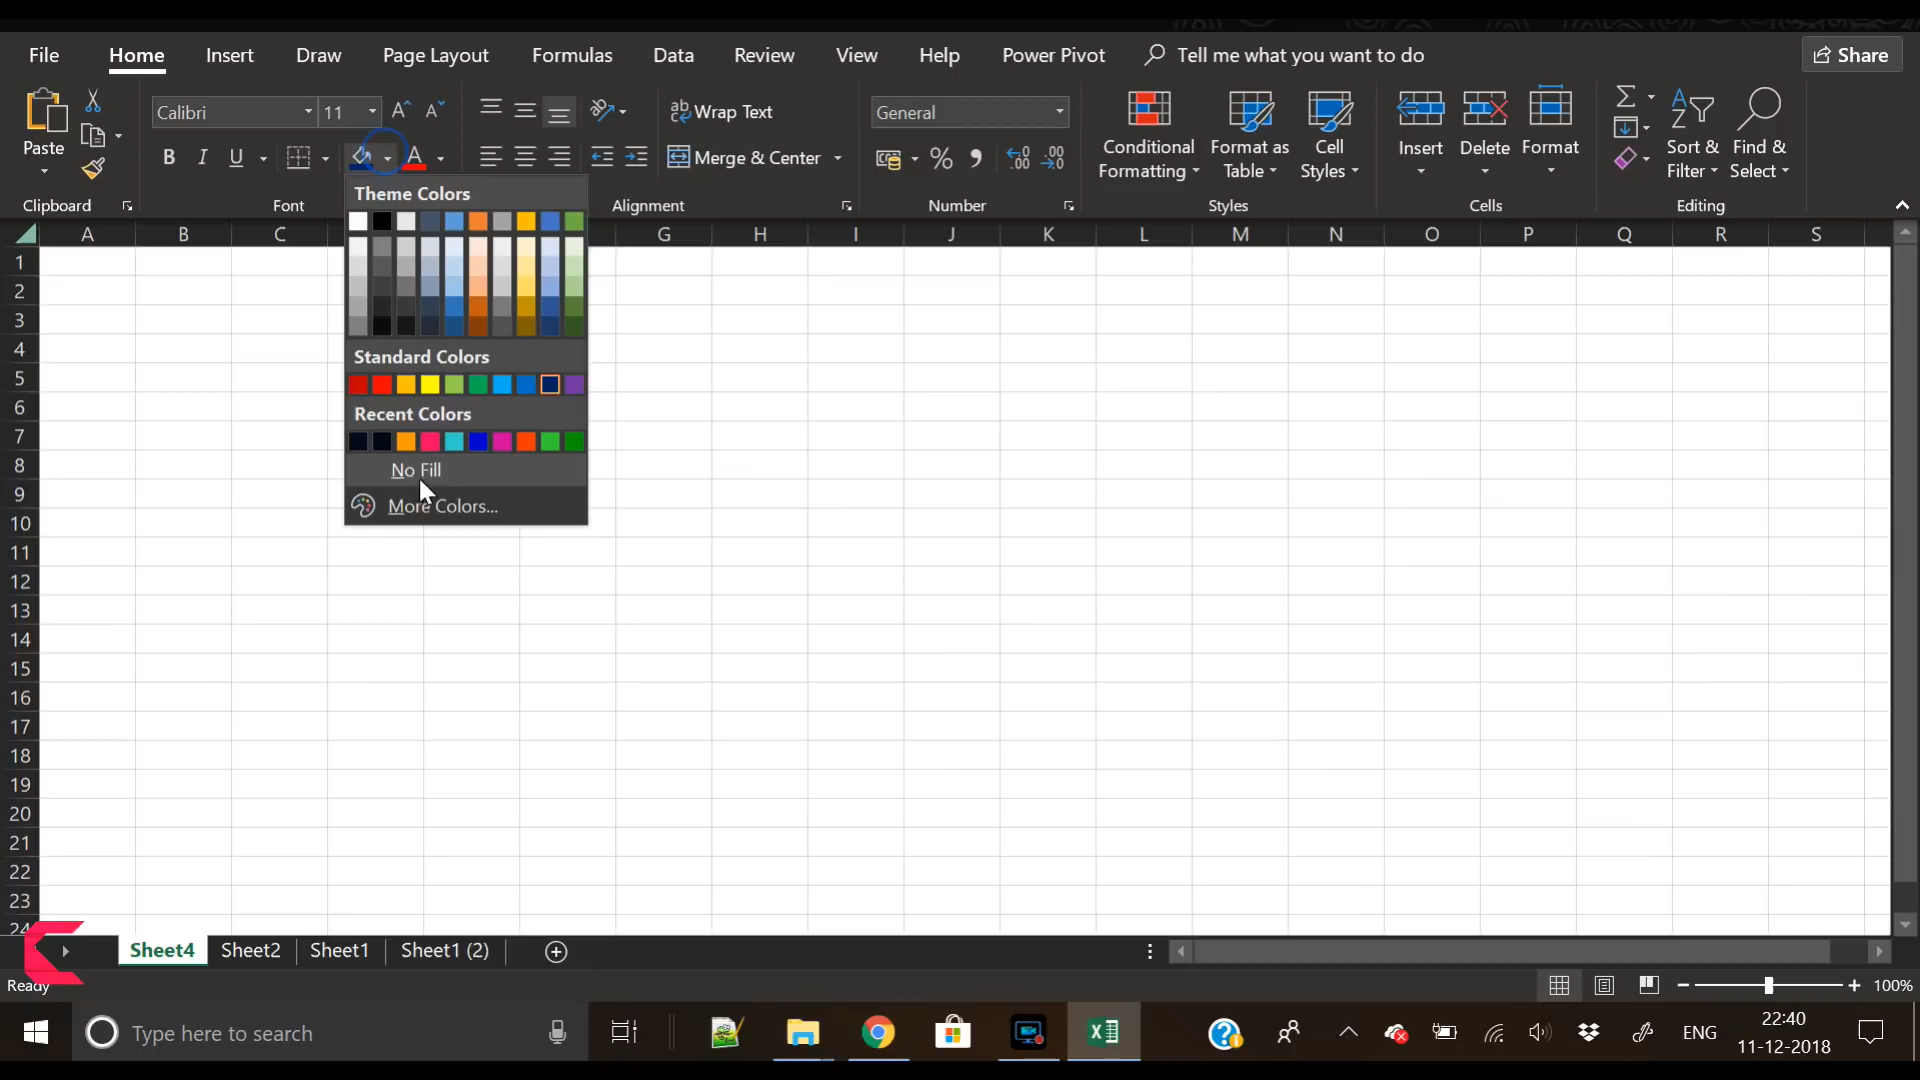 File Home Insert Draw Page Layout Formulas Data Review View Help Power Pivot Tell me what you want to do Share
Calibri 11 Wrap Text General
Paste B I U A Merge & Center % Conditional Formatting Format as Table Cell Styles Insert Delete Format Sort & Filter Find & Select
Clipboard Font Alignment Number Styles Cells Editing
Theme Colors
Standard Colors
Recent Colors
No Fill
More Colors...
A B C G H I J K L M N O P Q R S
1
2
3
4
5
6
7
8
9
10
11
12
13
14
15
16
17
18
19
20
21
22
23
24
Sheet4 Sheet2 Sheet1 Sheet1 (2)
Ready 100%
Type here to search ENG 22:40
11-12-2018